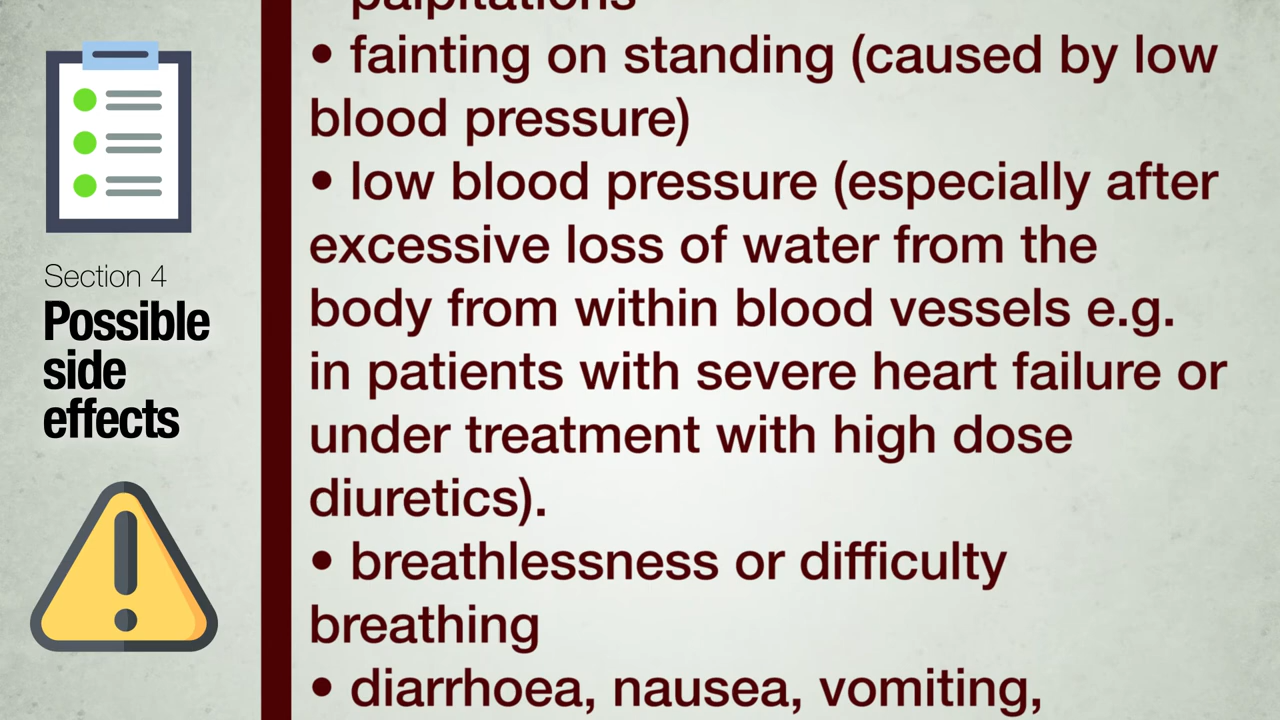 Section 4
Possible
side
effects
palpitations
• fainting on standing (caused by low
blood pressure)
• low blood pressure (especially after
excessive loss of water from the
body from within blood vessels e.g.
in patients with severe heart failure or
under treatment with high dose
diuretics).
• breathlessness or difficulty
breathing
• diarrhoea, nausea, vomiting,